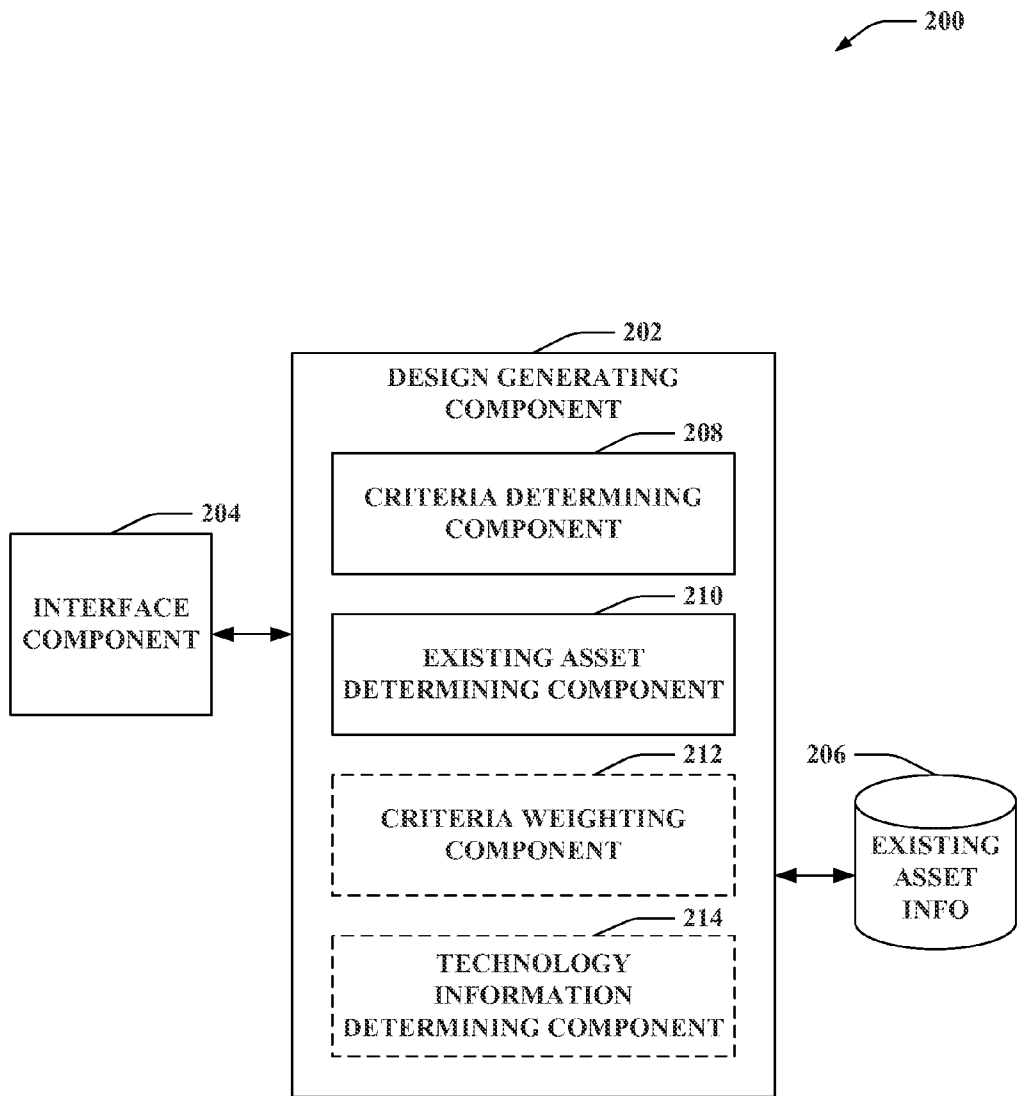 200
202
DESIGN GENERATING
COMPONENT
208
CRITERIA DETERMINING
COMPONENT
204
INTERFACE
COMPONENT
210
EXISTING ASSET
DETERMINING COMPONENT
212
CRITERIA WEIGHTING
COMPONENT
206
EXISTING
ASSET
INFO
214
TECHNOLOGY
INFORMATION
DETERMINING COMPONENT